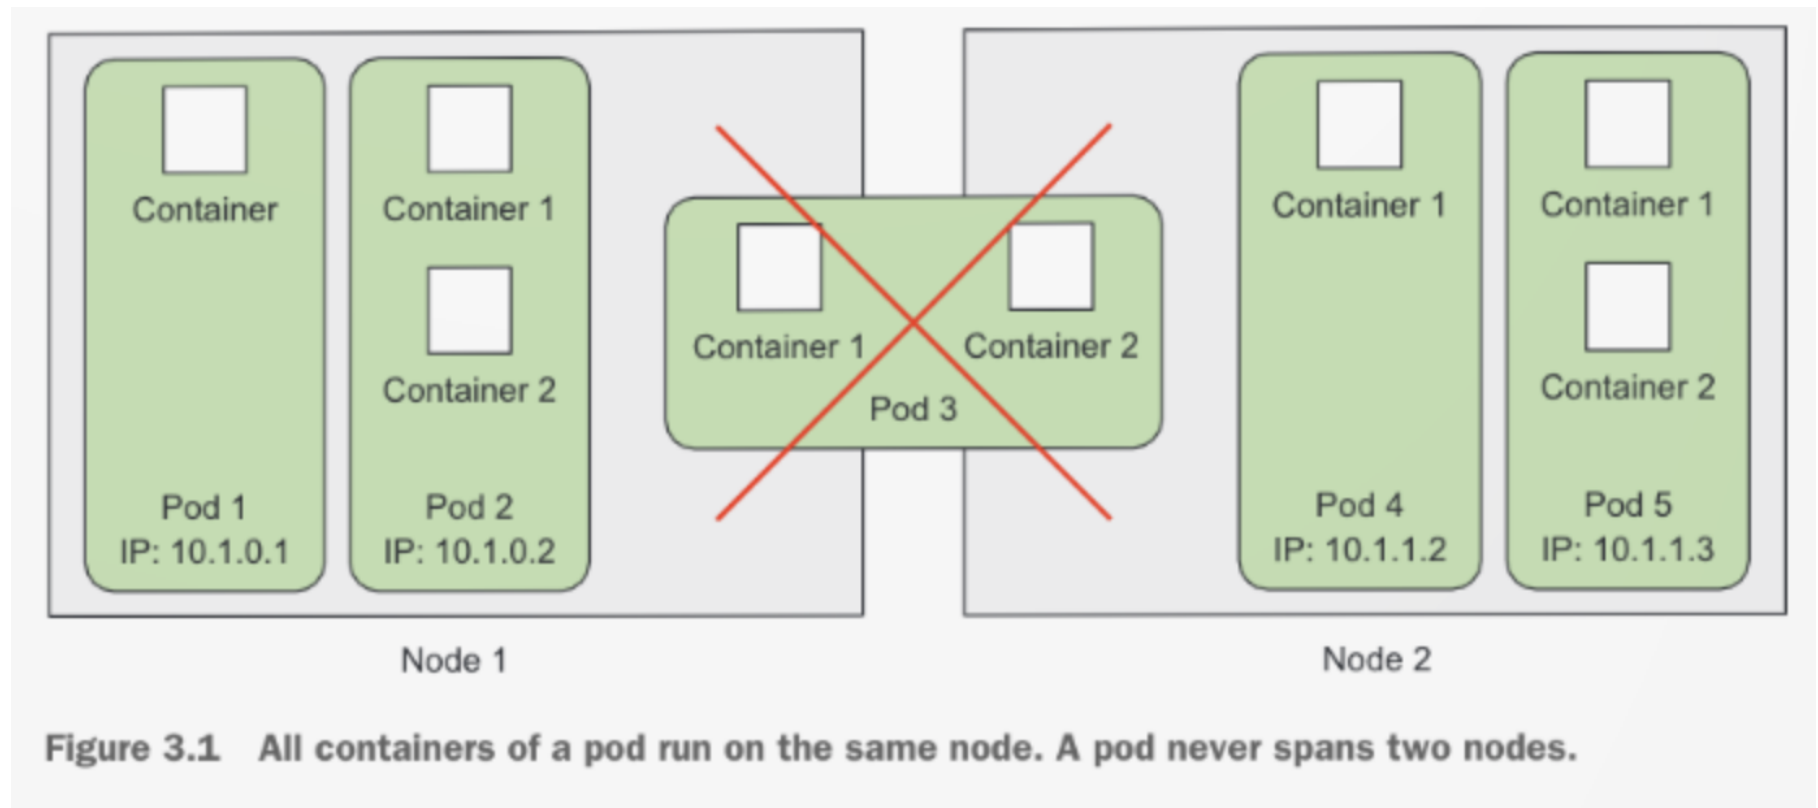 Container
Pod 1
IP: 10.1.0.1
Container 1
Container 2
Pod 2
IP: 10.1.0.2
Container 1
Container 2
Pod 3
Container 1
Pod 4
IP: 10.1.1.2
Container 1
Container 2
Pod 5
IP: 10.1.1.3
Node 1
Node 2
Figure 3.1 All containers of a pod run on the same node. A pod never spans two nodes.